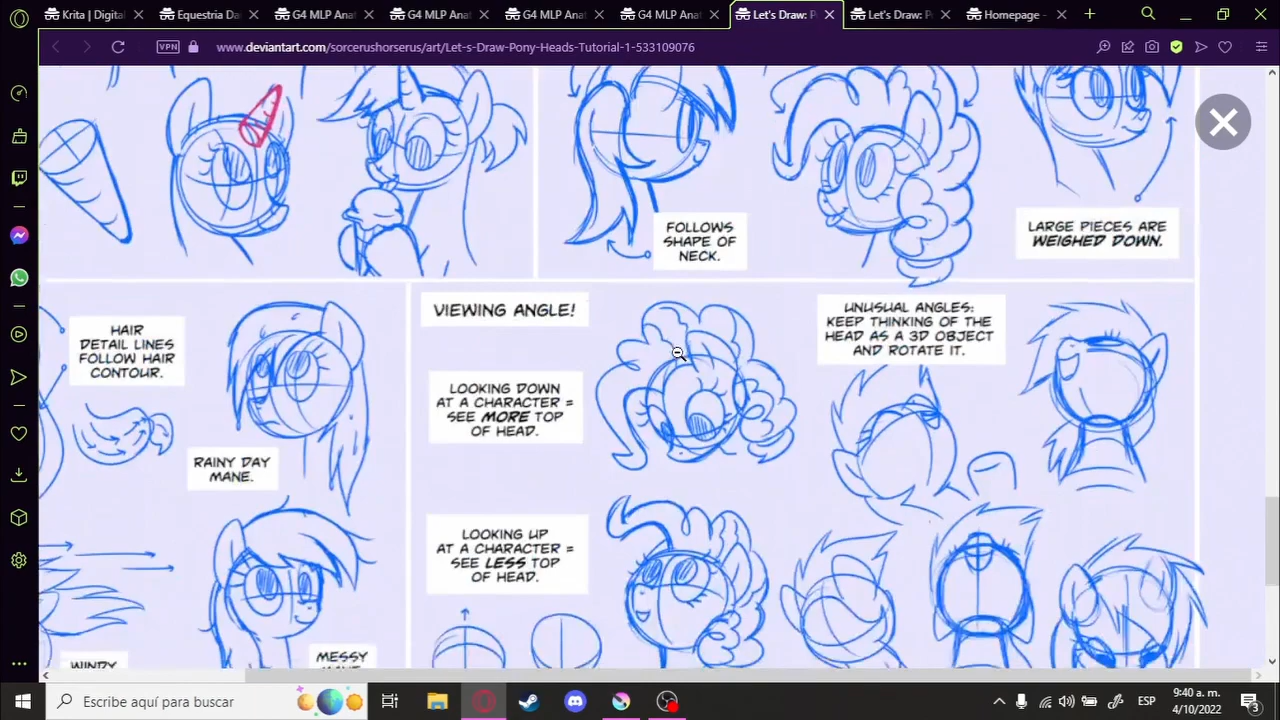 Krita | Digital
Equestria Da
G4 MLP Anat
G4 MLP Anat
G4 MLP Anat
G4 MLP Anat
Let's Draw: P
Let's Draw: P
Homepage -
VPN
www.deviantart.com/sorcerushorserus/art/Let-s-Draw-Pony-Heads-Tutorial-1-533109076
FOLLOWS
SHAPE OF
NECK.
LARGE PIECES ARE
WEIGHED DOWN.
HAIR
DETAIL LINES
FOLLOW HAIR
CONTOUR.
RAINY DAY
MANE.
VIEWING ANGLE!
LOOKING DOWN
AT A CHARACTER =
SEE MORE TOP
OF HEAD.
UNUSUAL ANGLES:
KEEP THINKING OF THE
HEAD AS A 3D OBJECT
AND ROTATE IT.
LOOKING UP
AT A CHARACTER =
SEE LESS TOP
OF HEAD.
WINDY
MESSY
Escribe aquí para buscar
ESP
9:40 a. m.
4/10/2022
3